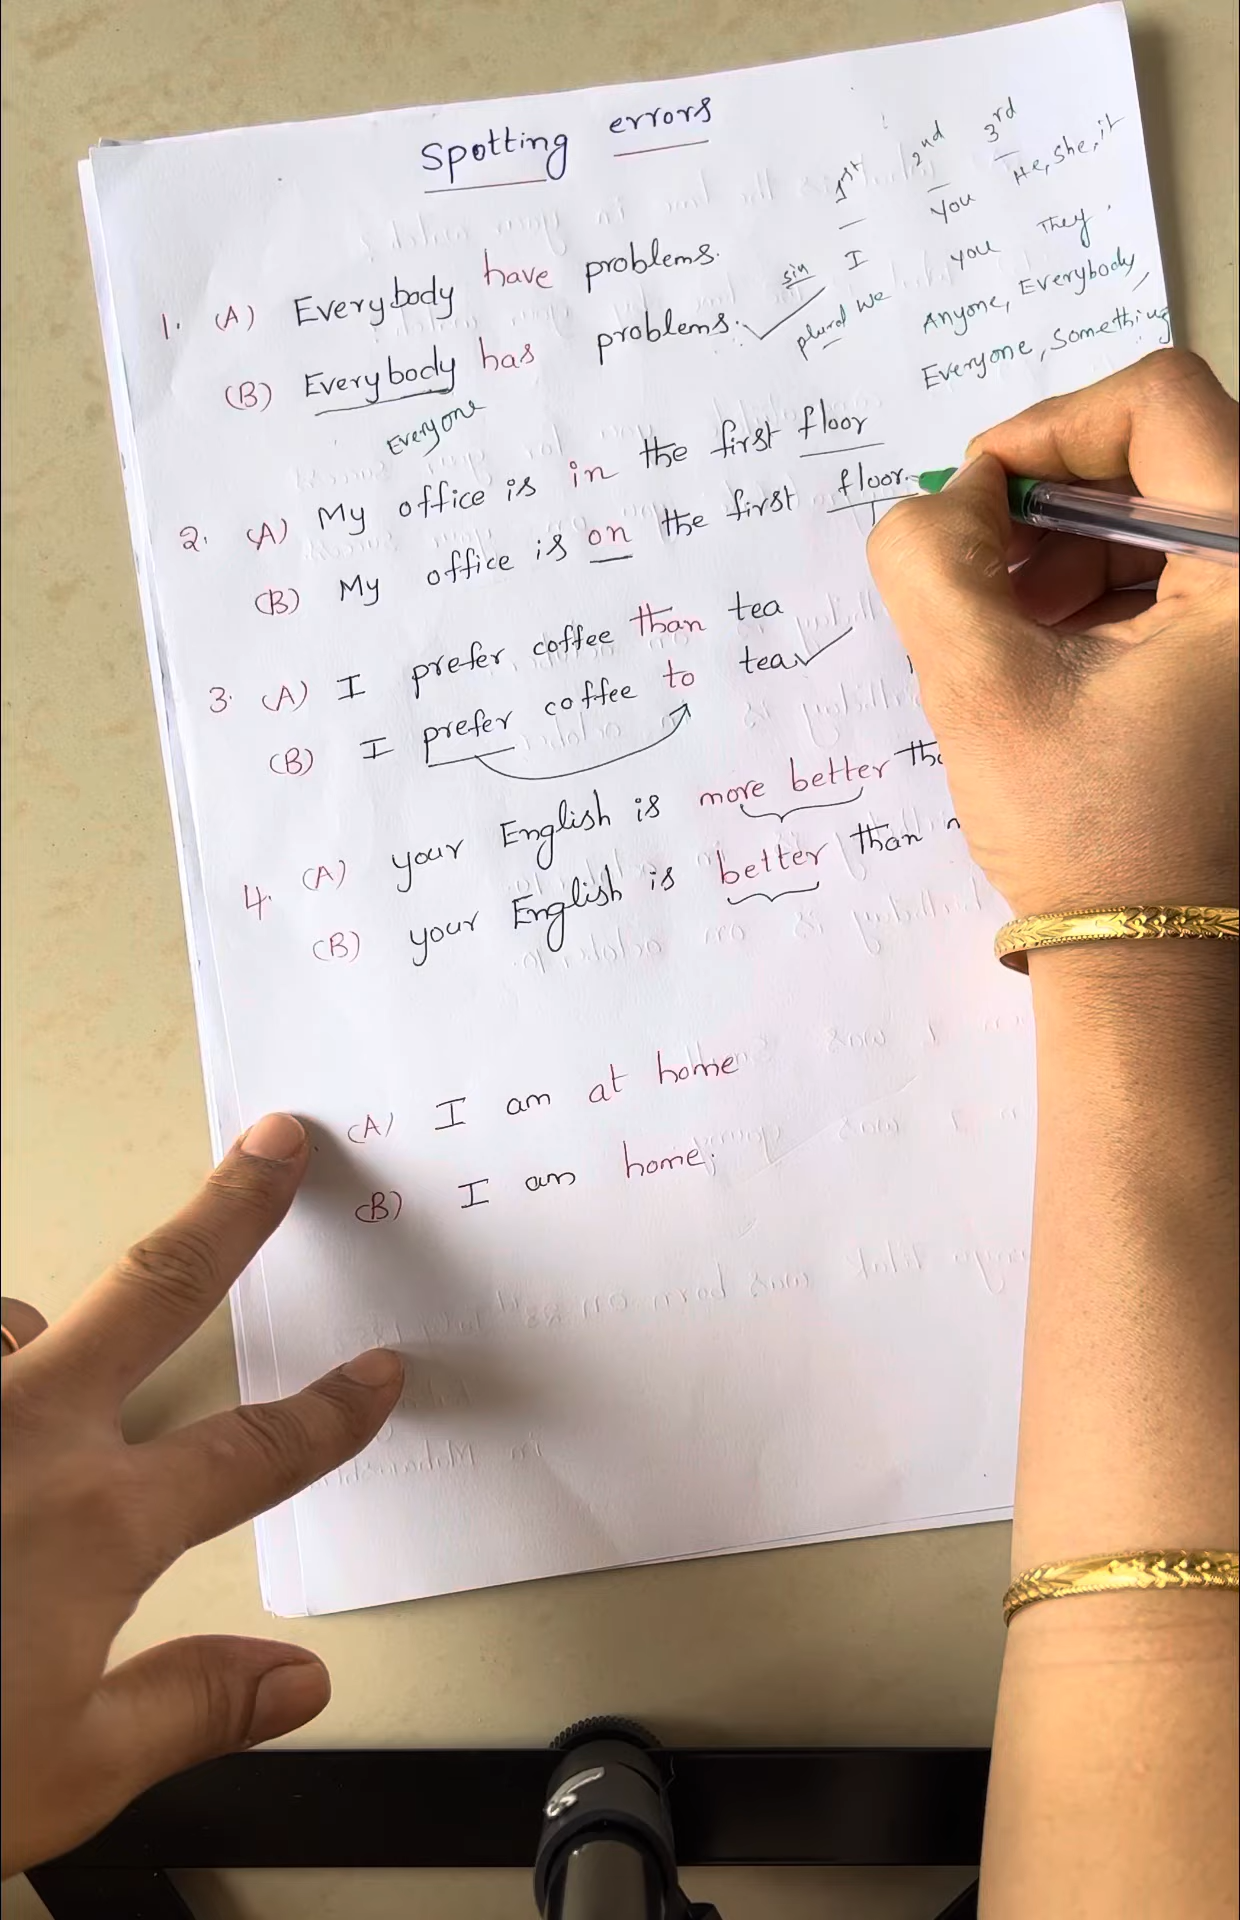 Spotting errors
1st 2nd 3rd
sin I You He, she, it
plural We you They.
Anyone, Everybody,
Everyone, Something
1. (A) Everybody have problems.
(B) Everybody has problems.
Everyone
2. (A) My office is in the first floor
(B) My office is on the first floor.
3. (A) I prefer coffee than tea
(B) I prefer coffee to tea
4. (A) your English is more better
(B) your English is better than
(A) I am at home
(B) I am home.